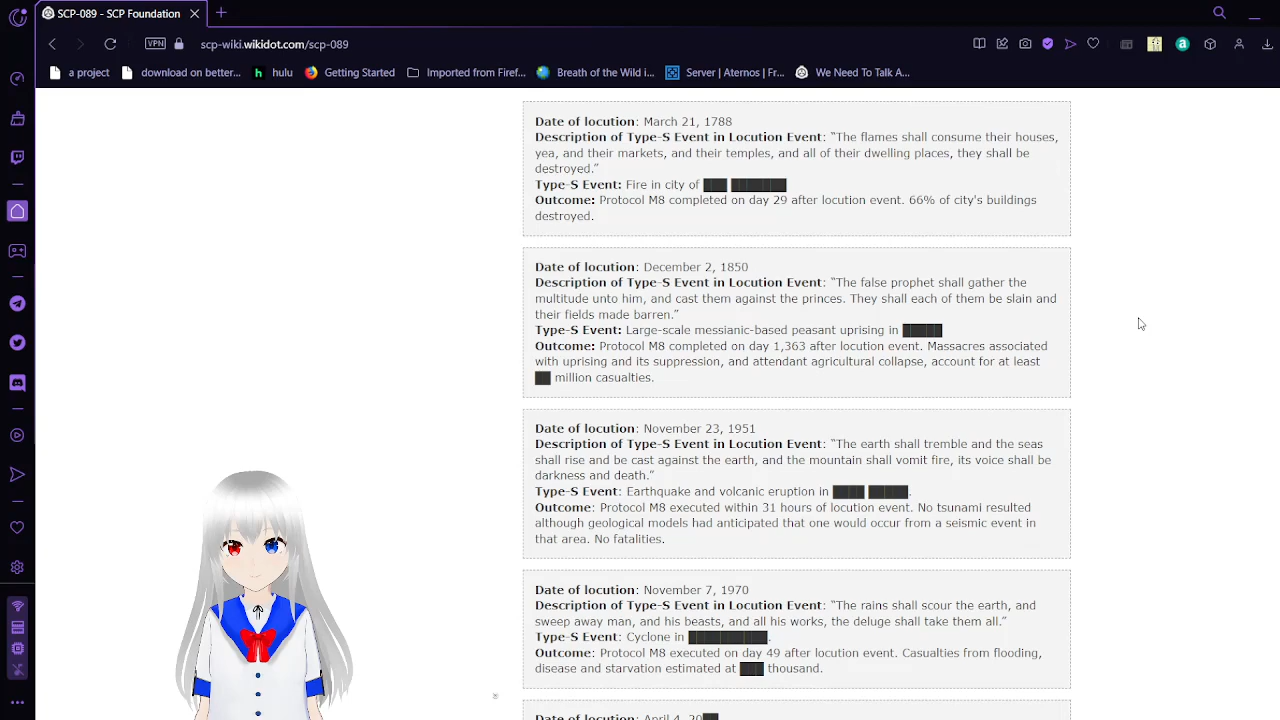 SCP-089 - SCP Foundation
VPN
scp-wiki.wikidot.com/scp-089
a project
download on better...
hulu
Getting Started
Imported from Firef...
Breath of the Wild i...
Server | Aternos | Fr...
We Need To Talk A...
Date of locution: March 21, 1788
Description of Type-S Event in Locution Event: “The flames shall consume their houses,
yea, and their markets, and their temples, and all of their dwelling places, they shall be
destroyed.”
Type-S Event: Fire in city of ███ ███████
Outcome: Protocol M8 completed on day 29 after locution event. 66% of city's buildings
destroyed.
Date of locution: December 2, 1850
Description of Type-S Event in Locution Event: “The false prophet shall gather the
multitude unto him, and cast them against the princes. They shall each of them be slain and
their fields made barren.”
Type-S Event: Large-scale messianic-based peasant uprising in █████
Outcome: Protocol M8 completed on day 1,363 after locution event. Massacres associated
with uprising and its suppression, and attendant agricultural collapse, account for at least
██ million casualties.
Date of locution: November 23, 1951
Description of Type-S Event in Locution Event: “The earth shall tremble and the seas
shall rise and be cast against the earth, and the mountain shall vomit fire, its voice shall be
darkness and death.”
Type-S Event: Earthquake and volcanic eruption in ████ █████.
Outcome: Protocol M8 executed within 31 hours of locution event. No tsunami resulted
although geological models had anticipated that one would occur from a seismic event in
that area. No fatalities.
Date of locution: November 7, 1970
Description of Type-S Event in Locution Event: “The rains shall scour the earth, and
sweep away man, and his beasts, and all his works, the deluge shall take them all.”
Type-S Event: Cyclone in ██████████.
Outcome: Protocol M8 executed on day 49 after locution event. Casualties from flooding,
disease and starvation estimated at ███ thousand.
Date of locution: April 4, 20██